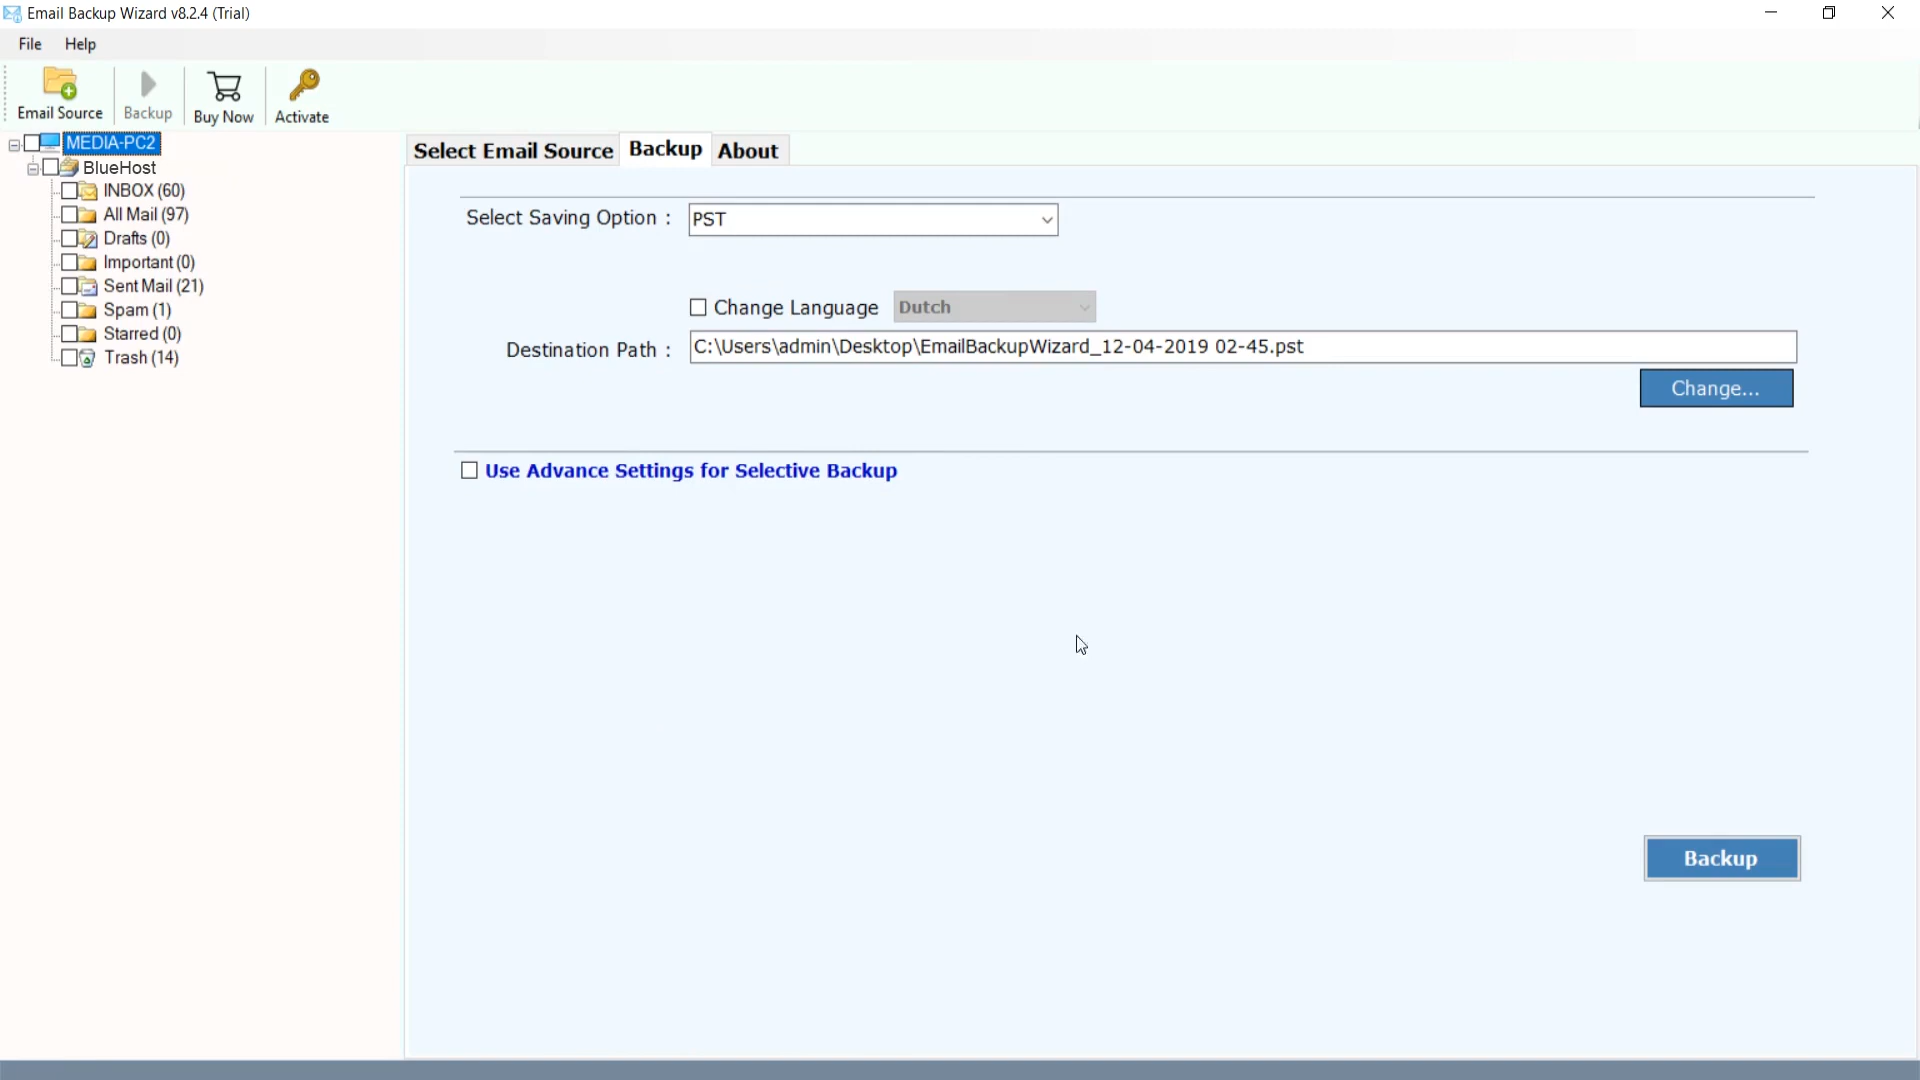 Email Backup Wizard v8.2.4 (Trial)
File Help
Email Source Backup Buy Now Activate
MEDIA-PC2
BlueHost
INBOX (60)
All Mail (97)
Drafts (0)
Important (0)
Sent Mail (21)
Spam (1)
Starred (0)
Trash (14)
Select Email Source Backup About
Select Saving Option : PST
Change Language Dutch
Destination Path : C:\Users\admin\Desktop\EmailBackupWizard_12-04-2019 02-45.pst
Change...
Use Advance Settings for Selective Backup
Backup